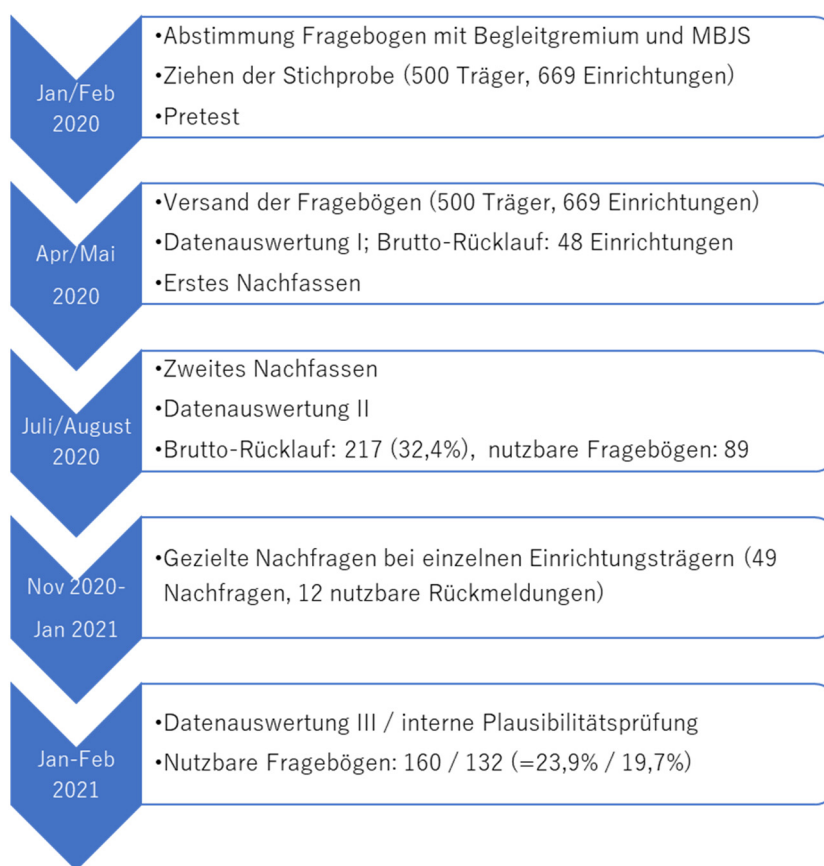 Jan/Feb
2020
•Abstimmung Fragebogen mit Begleitgremium und MBJS
•Ziehen der Stichprobe (500 Träger, 669 Einrichtungen)
•Pretest
Apr/Mai
2020
•Versand der Fragebögen (500 Träger, 669 Einrichtungen)
•Datenauswertung I; Brutto-Rücklauf: 48 Einrichtungen
•Erstes Nachfassen
Juli/August
2020
•Zweites Nachfassen
•Datenauswertung II
•Brutto-Rücklauf: 217 (32,4%), nutzbare Fragebögen: 89
Nov 2020-
Jan 2021
•Gezielte Nachfragen bei einzelnen Einrichtungsträgern (49
Nachfragen, 12 nutzbare Rückmeldungen)
Jan-Feb
2021
•Datenauswertung III / interne Plausibilitätsprüfung
•Nutzbare Fragebögen: 160 / 132 (=23,9% / 19,7%)